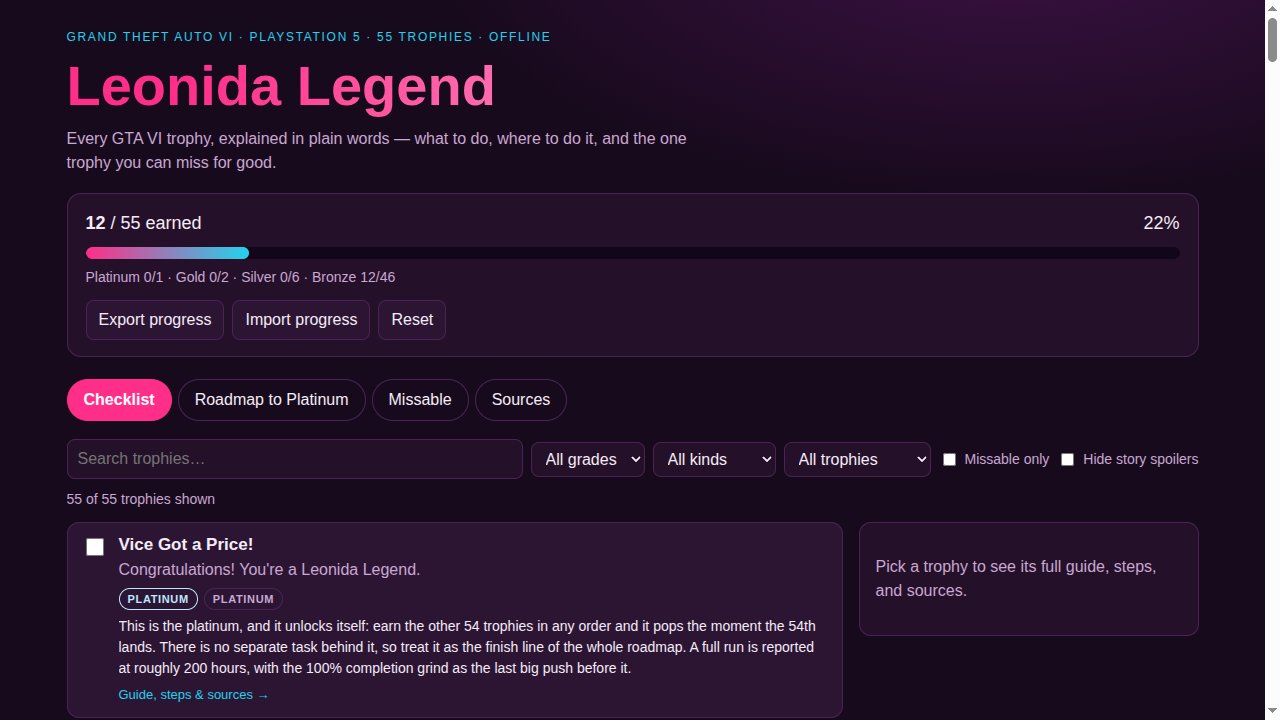 GRAND THEFT AUTO VI · PLAYSTATION 5 · 55 TROPHIES · OFFLINE
Leonida Legend
Every GTA VI trophy, explained in plain words — what to do, where to do it, and the one
trophy you can miss for good.
12 / 55 earned
22%
Platinum 0/1 · Gold 0/2 · Silver 0/6 · Bronze 12/46
Export progress
Import progress
Reset
Checklist
Roadmap to Platinum
Missable
Sources
Search trophies…
All grades
All kinds
All trophies
Missable only
Hide story spoilers
55 of 55 trophies shown
Vice Got a Price!
Congratulations! You're a Leonida Legend.
PLATINUM
PLATINUM
This is the platinum, and it unlocks itself: earn the other 54 trophies in any order and it pops the moment the 54th
lands. There is no separate task behind it, so treat it as the finish line of the whole roadmap. A full run is reported
at roughly 200 hours, with the 100% completion grind as the last big push before it.
Guide, steps & sources →
Pick a trophy to see its full guide, steps,
and sources.